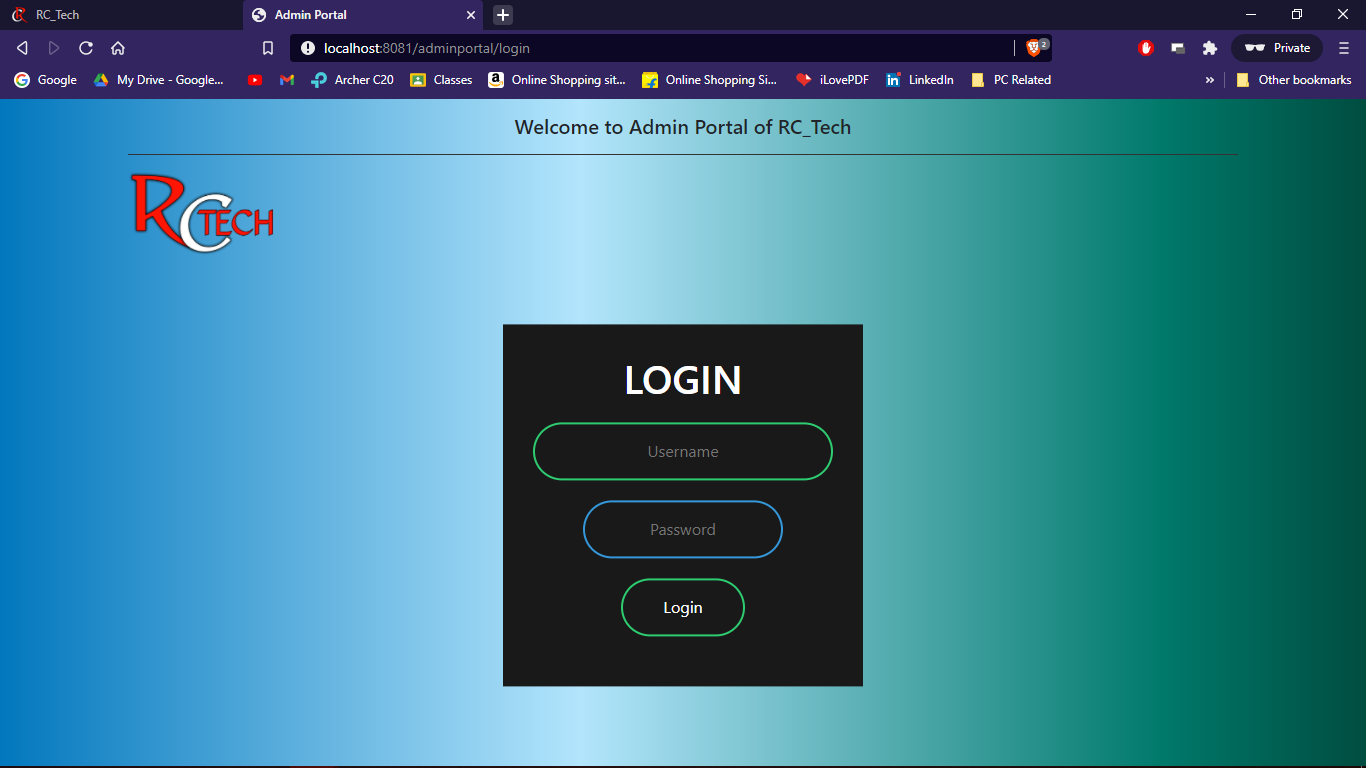 RC_Tech
Admin Portal
localhost:8081/adminportal/login
2
Private
Google
My Drive - Google...
Archer C20
Classes
Online Shopping sit...
Online Shopping Si...
iLovePDF
LinkedIn
PC Related
»
Other bookmarks
Welcome to Admin Portal of RC_Tech
RC TECH
LOGIN
Username
Password
Login